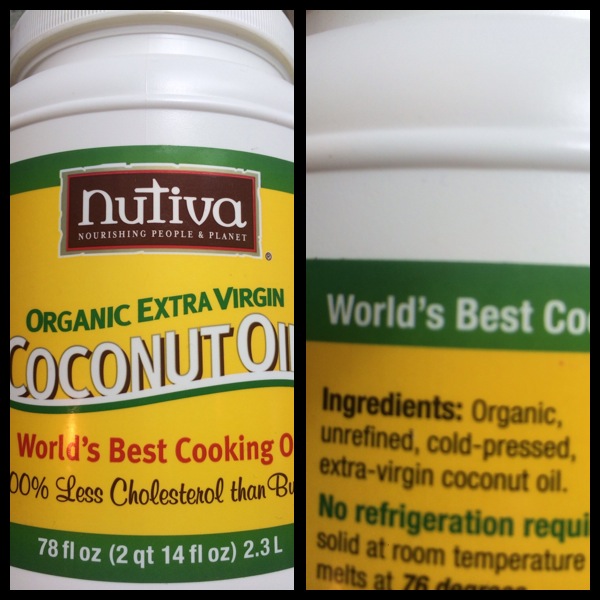 nutiva
NOURISHING PEOPLE & PLANET
®
ORGANIC EXTRA VIRGIN
COCONUT OI
World's Best Cooking O
00% Less Cholesterol than Bu
78 fl oz (2 qt 14 fl oz) 2.3 L
World's Best Co
Ingredients: Organic,
unrefined, cold-pressed,
extra-virgin coconut oil.
No refrigeration requi
solid at room temperature
melts at 76 degrees